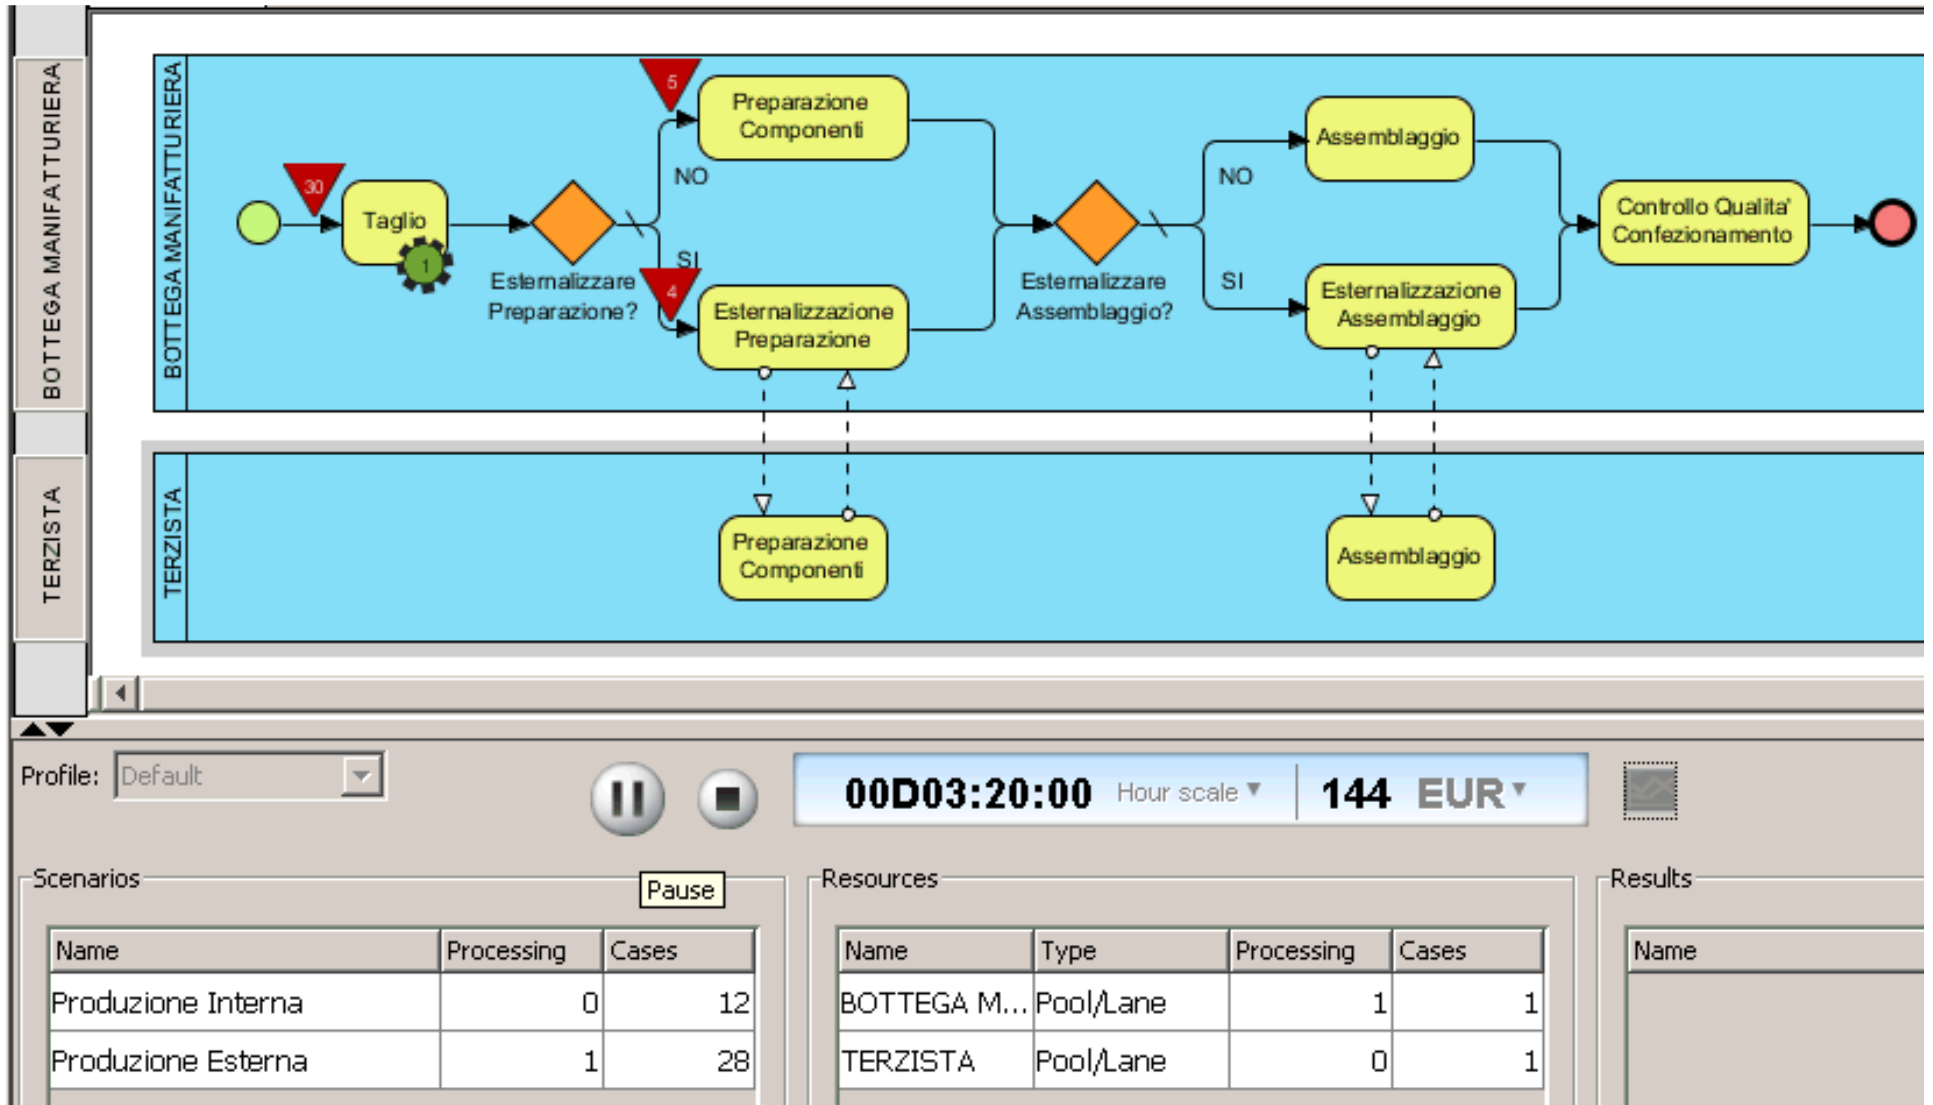 BOTTEGA MANIFATTURIERA
BOTTEGA MANIFATTURIERA
5
Preparazione
Componenti
NO
30
Taglio
1
Esternalizzare
Preparazione?
SI
4
Esternalizzazione
Preparazione
Esternalizzare
Assemblaggio?
NO
SI
Assemblaggio
Esternalizzazione
Assemblaggio
Controllo Qualita'
Confezionamento
TERZISTA
TERZISTA
Preparazione
Componenti
Assemblaggio
Profile: Default
00D03:20:00 Hour scale 144 EUR
Pause
Scenarios
Name Processing Cases
Produzione Interna 0 12
Produzione Esterna 1 28
Resources
Name Type Processing Cases
BOTTEGA M... Pool/Lane 1 1
TERZISTA Pool/Lane 0 1
Results
Name